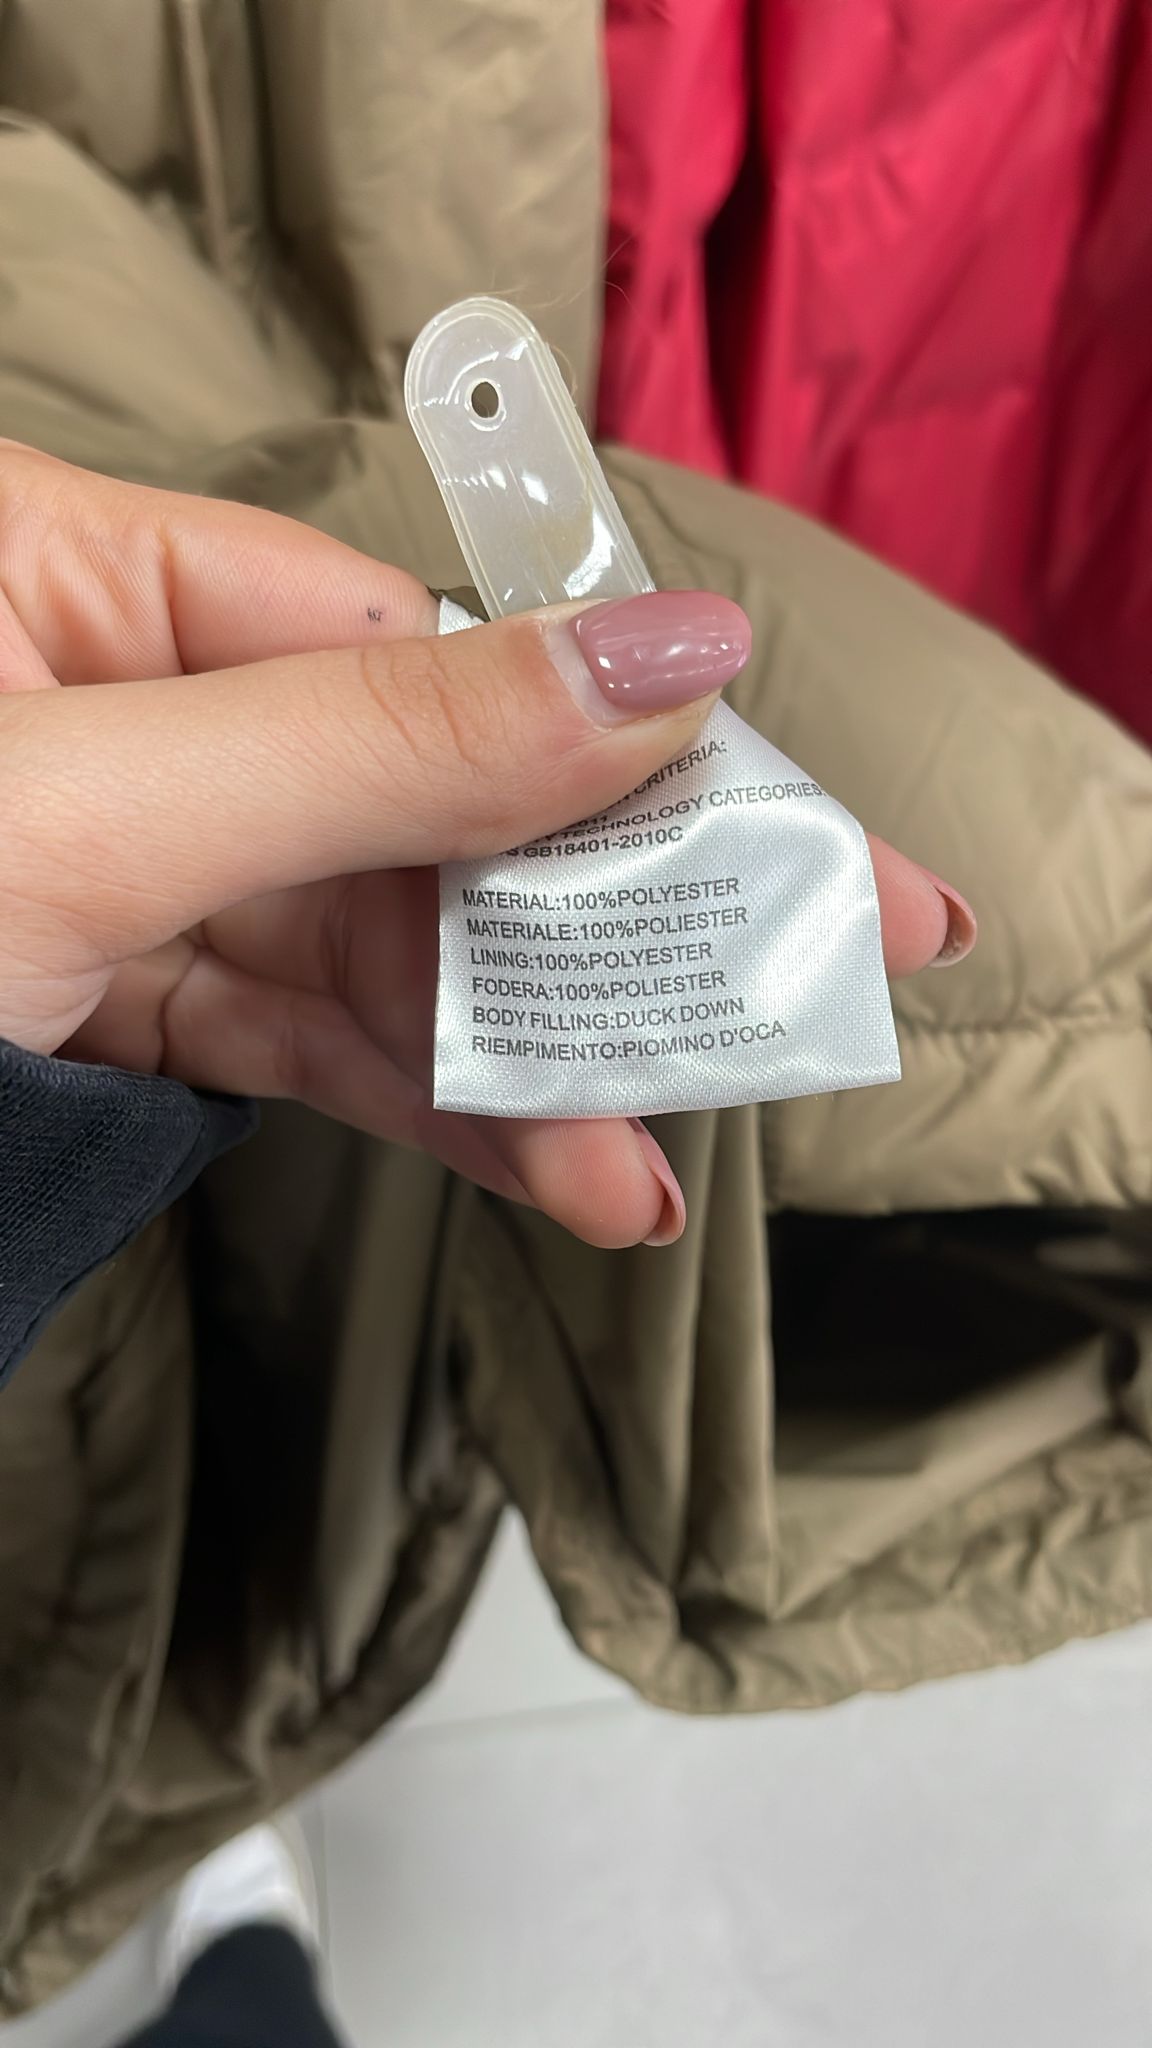 CRITERIA:
TECHNOLOGY CATEGORIES:
GB18401-2010C
MATERIAL:100%POLYESTER
MATERIALE:100%POLIESTER
LINING:100%POLYESTER
FODERA:100%POLIESTER
BODY FILLING:DUCK DOWN
RIEMPIMENTO:PIOMINO D'OCA